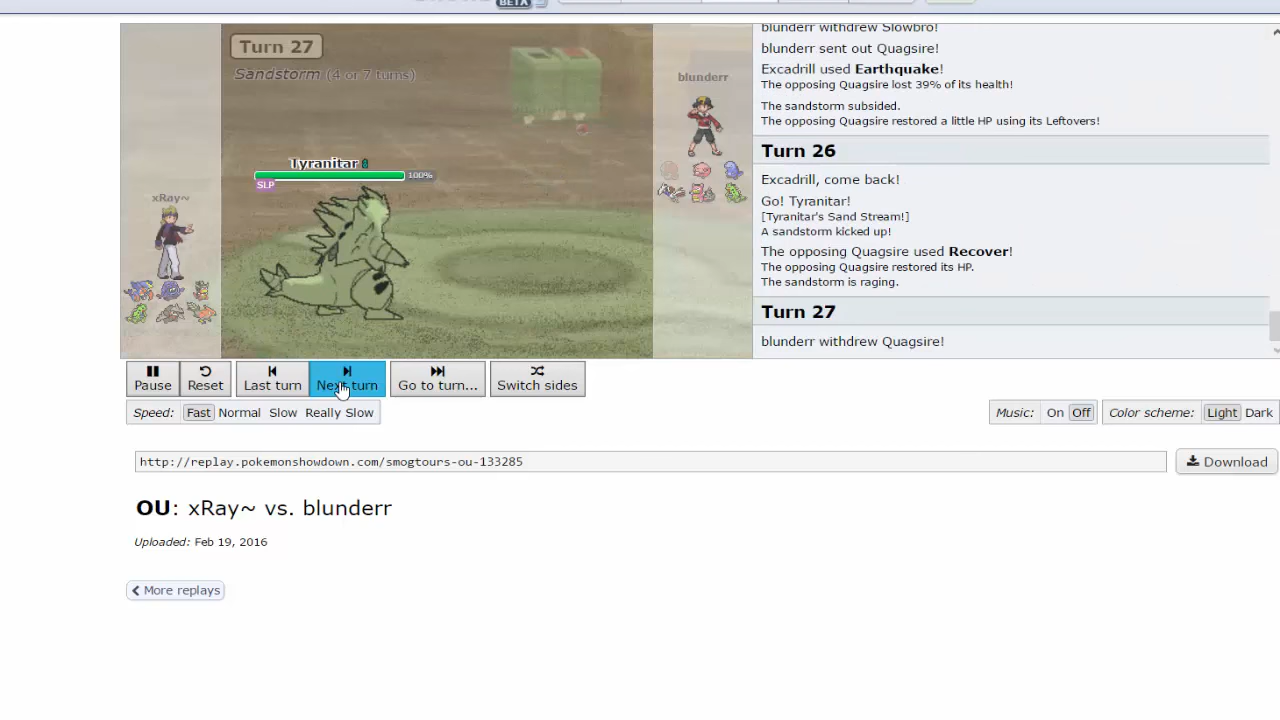 BETA
blunderr withdrew Slowbro!
Turn 27
blunderr sent out Quagsire!
Sandstorm (4 or 7 turns)
Excadrill used Earthquake!
blunderr
The opposing Quagsire lost 39% of its health!
The sandstorm subsided.
The opposing Quagsire restored a little HP using its Leftovers!
Turn 26
Tyranitar
100%
SLP
Excadrill, come back!
xRay~
Go! Tyranitar!
[Tyranitar's Sand Stream!]
A sandstorm kicked up!
The opposing Quagsire used Recover!
The opposing Quagsire restored its HP.
The sandstorm is raging.
Turn 27
blunderr withdrew Quagsire!
Pause Reset Last turn Next turn Go to turn... Switch sides
Speed: Fast Normal Slow Really Slow
Music: On Off Color scheme: Light Dark
http://replay.pokemonshowdown.com/smogtours-ou-133285
Download
OU: xRay~ vs. blunderr
Uploaded: Feb 19, 2016
More replays